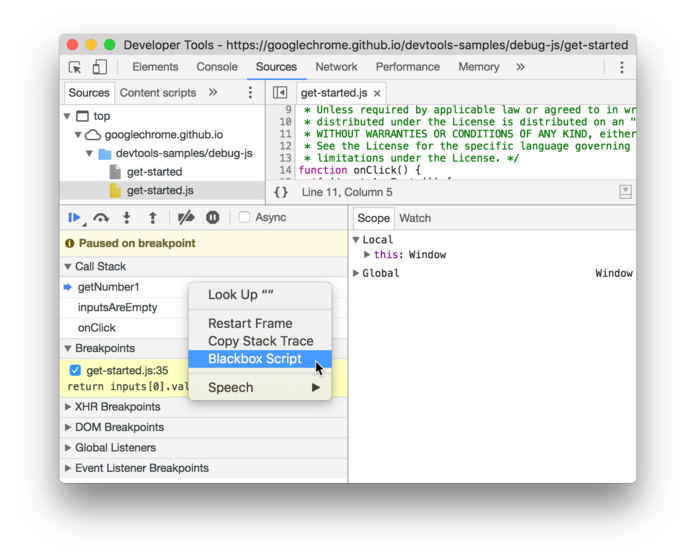 Developer Tools - https://googlechrome.github.io/devtools-samples/debug-js/get-started
Elements Console Sources Network Performance Memory »
Sources Content scripts »
get-started.js ×
top
googlechrome.github.io
devtools-samples/debug-js
get-started
get-started.js
9 * Unless required by applicable law or agreed to in wr
10 * distributed under the License is distributed on an "
11 * WITHOUT WARRANTIES OR CONDITIONS OF ANY KIND, either
12 * See the License for the specific language governing
13 * limitations under the License. */
14 function onClick() {
{} Line 11, Column 5
Async
Paused on breakpoint
Call Stack
getNumber1
inputsAreEmpty
onClick
Breakpoints
get-started.js:35
return inputs[0].val
XHR Breakpoints
DOM Breakpoints
Global Listeners
Event Listener Breakpoints
Look Up “”
Restart Frame
Copy Stack Trace
Blackbox Script
Speech
Scope Watch
Local
this: Window
Global Window